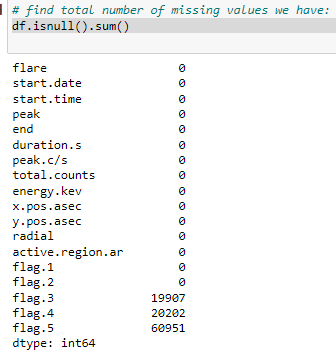 # find total number of missing values we have:
df.isnull().sum()
flare 0
start.date 0
start.time 0
peak 0
end 0
duration.s 0
peak.c/s 0
total.counts 0
energy.kev 0
x.pos.asec 0
y.pos.asec 0
radial 0
active.region.ar 0
flag.1 0
flag.2 0
flag.3 19907
flag.4 20202
flag.5 60951
dtype: int64